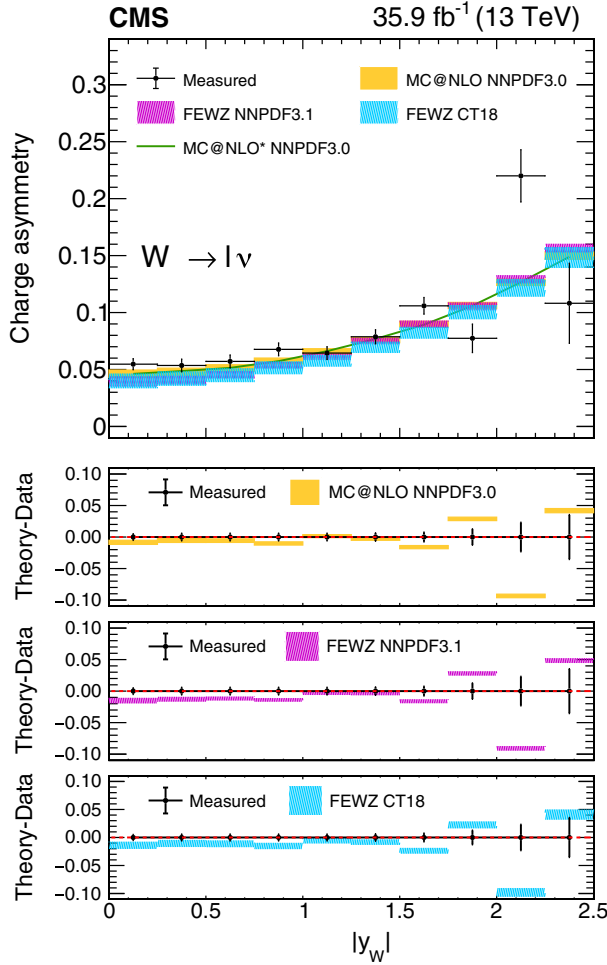 CMS 35.9 fb⁻¹ (13 TeV)
0.3
0.25
0.2
0.15
0.1
0.05
0
Charge asymmetry
Measured
MC@NLO NNPDF3.0
FEWZ NNPDF3.1
FEWZ CT18
MC@NLO* NNPDF3.0
W → l ν
0.10
0.05
0.00
−0.05
−0.10
Theory-Data
Measured
MC@NLO NNPDF3.0
0.10
0.05
0.00
−0.05
−0.10
Theory-Data
Measured
FEWZ NNPDF3.1
0.10
0.05
0.00
−0.05
−0.10
Theory-Data
Measured
FEWZ CT18
0 0.5 1 1.5 2 2.5
|y_W|